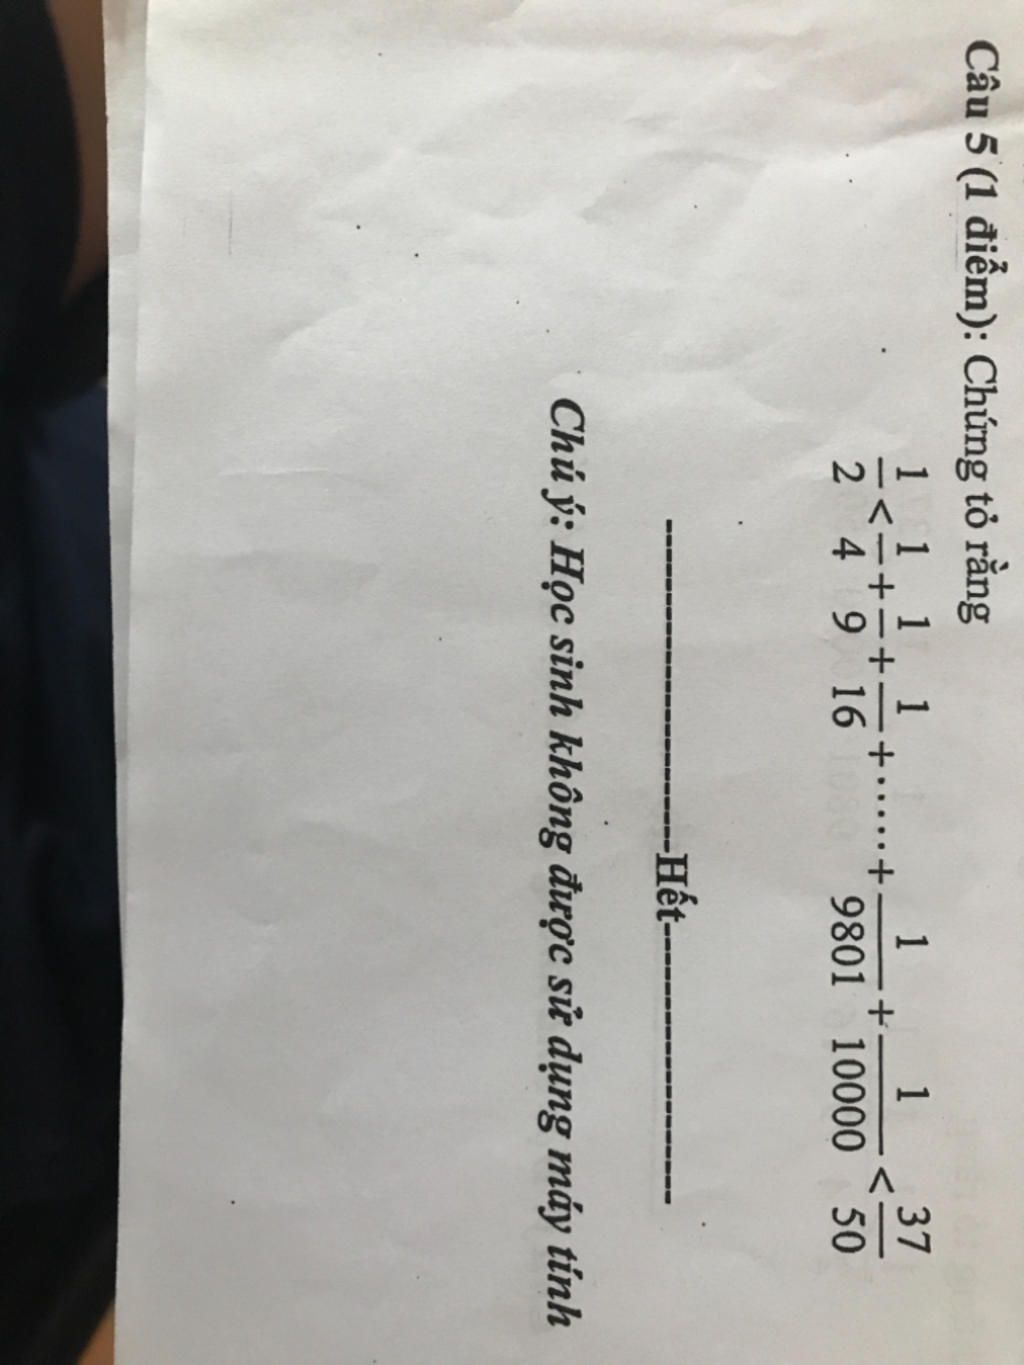 Câu 5 (1 điểm): Chứng tỏ rằng
1/2 < 1/4 + 1/9 + 1/16 + ..... + 1/9801 + 1/10000 < 37/50
-------------------------Hết---------------------
Chú ý: Học sinh không được sử dụng máy tính